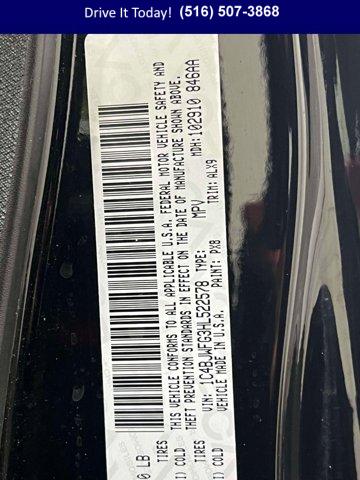 Drive It Today! (516) 507-3868
0 LB
TIRES
I) COLD
TIRES
I) COLD
THIS VEHICLE CONFORMS TO ALL APPLICABLE U.S.A. FEDERAL MOTOR VEHICLE SAFETY AND
THEFT PREVENTION STANDARDS IN EFFECT ON THE DATE OF MANUFACTURE SHOWN ABOVE.
MDH:102910 846AA
VIN: 1C4BJWFG3HL522578 TYPE: MPV
VEHICLE MADE IN U.S.A. PAINT: PX8 TRIM: ALX9